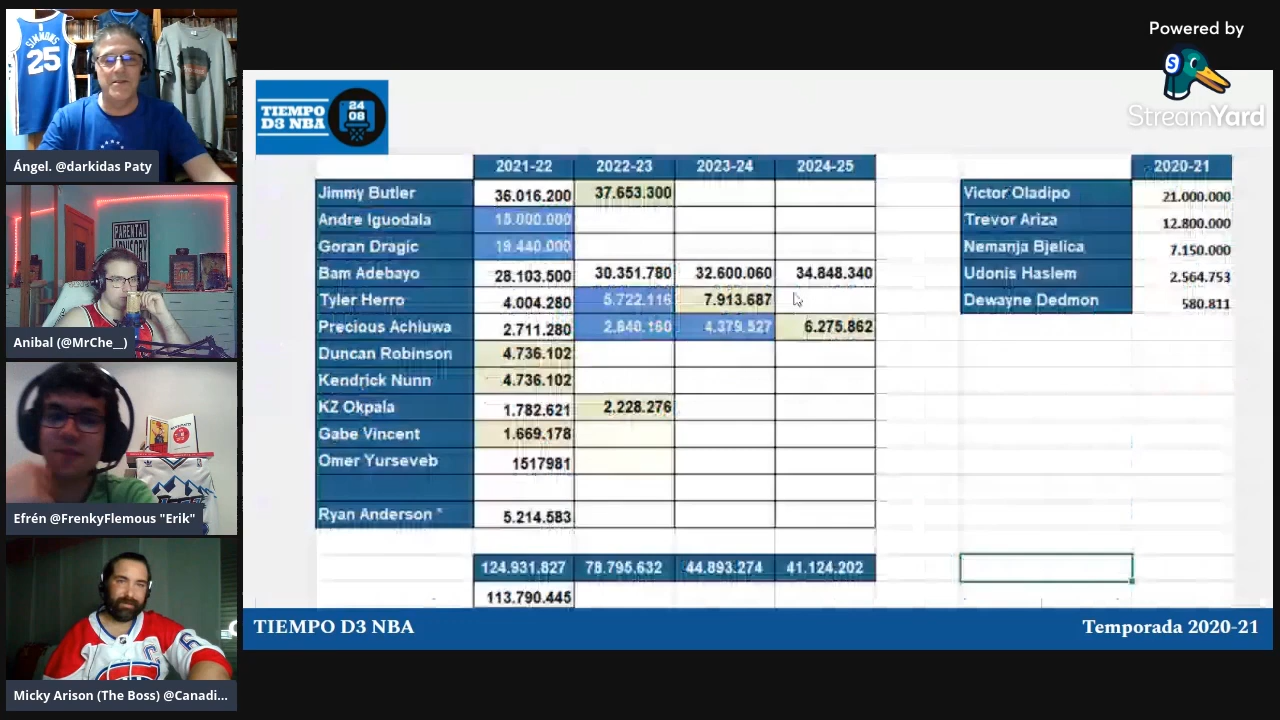 Powered by
S
StreamYard
SIMMONS
25
Ángel. @darkidas Paty
PARENTAL
ADVISORY
Anibal (@MrChe__)
Efrén @FrenkyFlemous "Erik"
Micky Arison (The Boss) @Canadi...
TIEMPO
D3 NBA
24
08
2021-22 2022-23 2023-24 2024-25
Jimmy Butler 36.016.200 37.653.300
Andre Iguodala 15.000.000
Goran Dragic 19.440.000
Bam Adebayo 28.103.500 30.351.780 32.600.060 34.848.340
Tyler Herro 4.004.280 5.722.116 7.913.687
Precious Achiuwa 2.711.280 2.840.160 4.379.527 6.275.862
Duncan Robinson 4.736.102
Kendrick Nunn 4.736.102
KZ Okpala 1.782.621 2.228.276
Gabe Vincent 1.669.178
Omer Yurseveb 1517981
Ryan Anderson * 5.214.583
124.931.827 78.795.632 44.893.274 41.124.202
113.790.445
2020-21
Victor Oladipo 21.000.000
Trevor Ariza 12.800.000
Nemanja Bjelica 7.150.000
Udonis Haslem 2.564.753
Dewayne Dedmon 580.811
TIEMPO D3 NBA
Temporada 2020-21